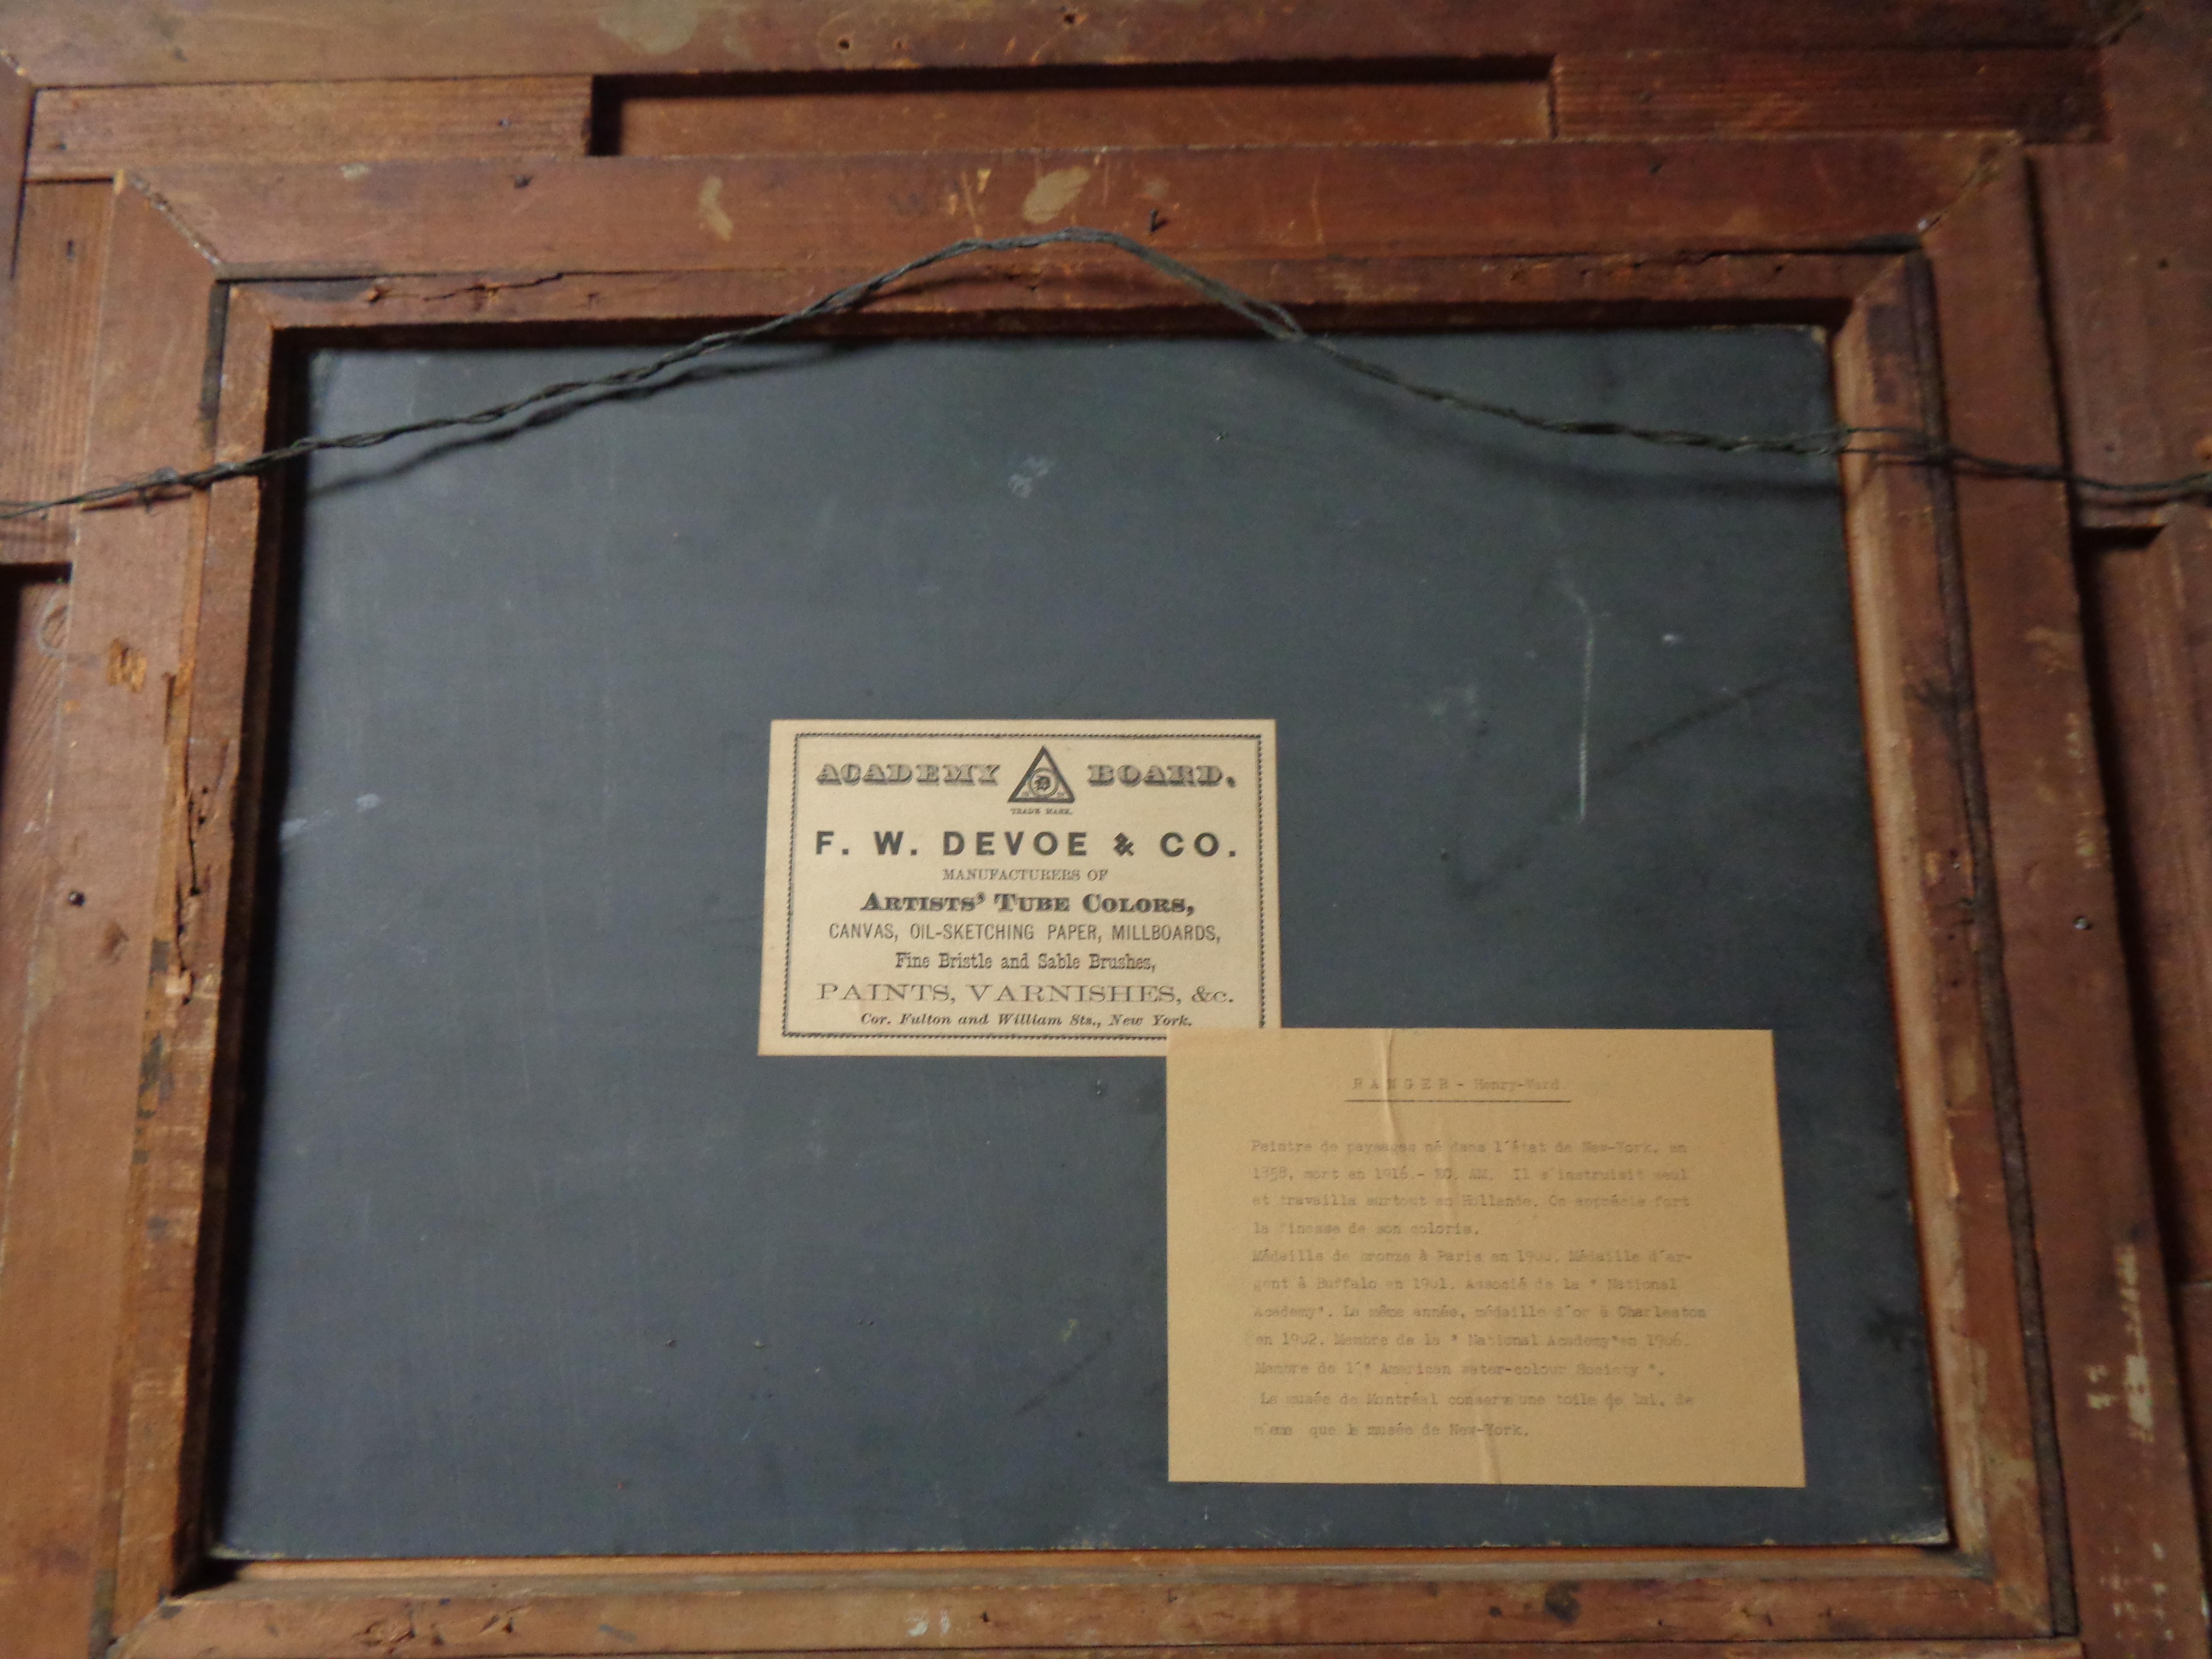 ACADEMY D BOARD.
TRADE MARK.
F. W. DEVOE & CO.
MANUFACTURERS OF
ARTISTS' TUBE COLORS,
CANVAS, OIL-SKETCHING PAPER, MILLBOARDS,
Fine Bristle and Sable Brushes,
PAINTS, VARNISHES, &c.
Cor. Fulton and William Sts., New York.
R A N G E R - Henry-Ward.
Peintre de paysages né dans l'état de New-York, en
1858, mort en 1916.- EC. AM. Il s'instruisit seul
et travailla surtout en Hollande. On apprécie fort
la finesse de son coloris.
Médaille de bronze à Paris en 1900. Médaille d'ar-
gent à Buffalo en 1901. Associé de la " National
Academy". La même année, médaille d'or à Charleston
en 1902. Membre de la " National Academy"en 1906.
Membre de l'" American water-colour Society ".
Le musée de Montréal conserve une toile de lui, de
même que le musée de New-York.